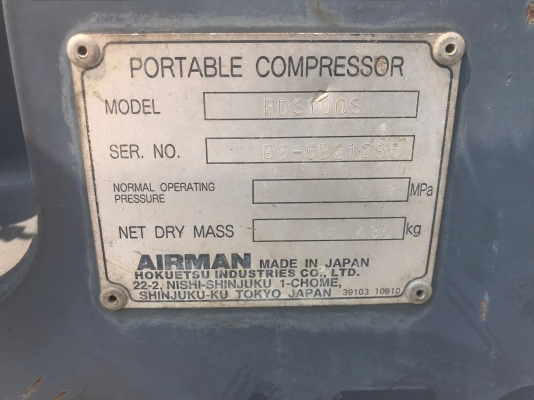 PORTABLE COMPRESSOR
MODEL PDS100S
SER. NO.
NORMAL OPERATING
PRESSURE MPa
NET DRY MASS kg
AIRMAN MADE IN JAPAN
HOKUETSU INDUSTRIES CO., LTD.
22-2, NISHI-SHINJUKU 1-CHOME,
SHINJUKU-KU TOKYO JAPAN 39103 10810